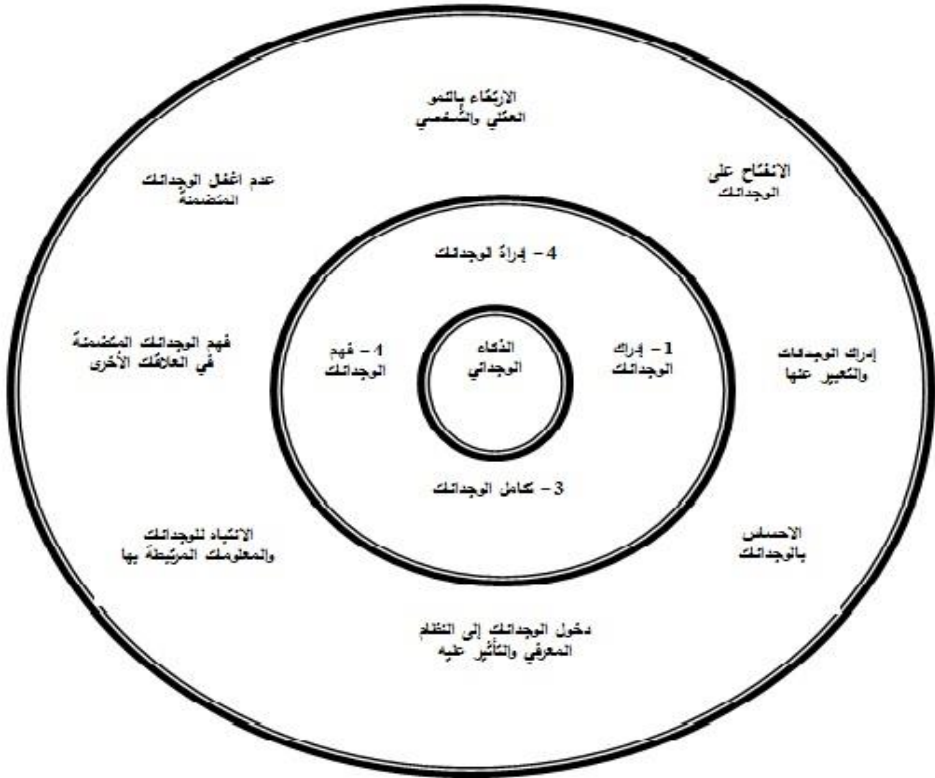 الارتقاء بالنمو
العقلي والشخصي
الانفتاح على
الوجدانات
عدم اغفال الوجدانات
المتضمنة
4- إدراة الوجدانات
إدراك الوجدانات
والتعبير عنها
1- إدراك
الوجدانات
الذكاء
الوجداني
4- فهم
الوجدانات
فهم الوجدانات المتضمنة
في العلاقات الأخرى
3- تكامل الوجدانات
الاحساس
بالوجدانات
الانتباه للوجدانات
والمعلومات المرتبطة بها
دخول الوجدانات إلى النظام
المعرفي والتأثير عليه